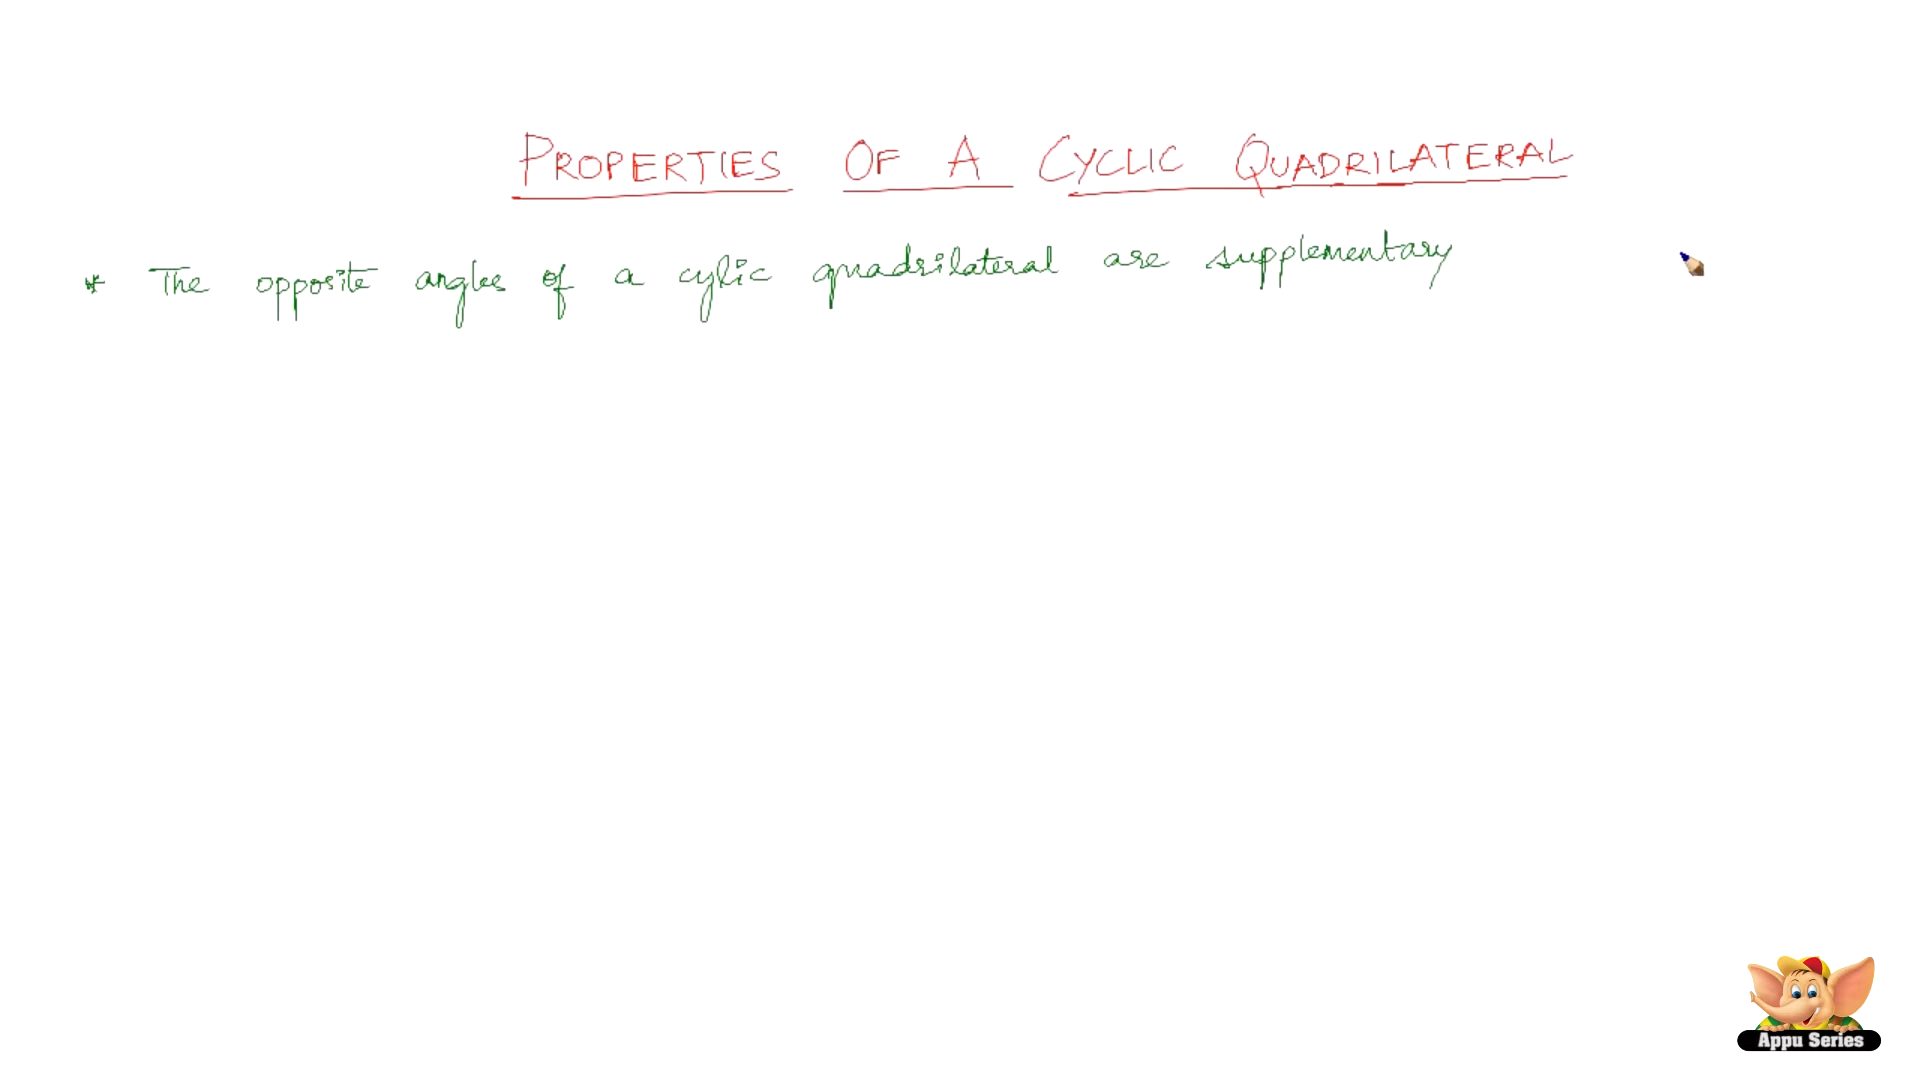 PROPERTIES OF A CYCLIC QUADRILATERAL
* The opposite angles of a cylic quadrilateral are supplementary
Appu Series